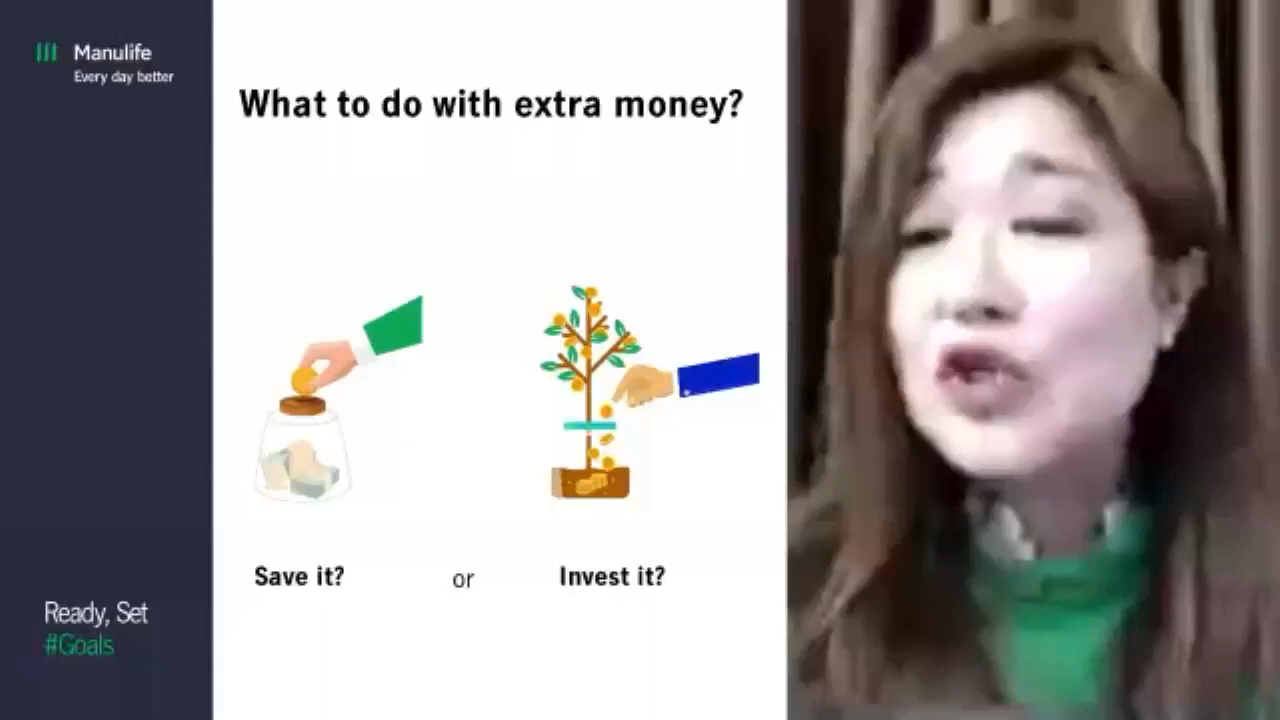 Manulife
Every day better
What to do with extra money?
Save it?
or
Invest it?
Ready, Set
#Goals